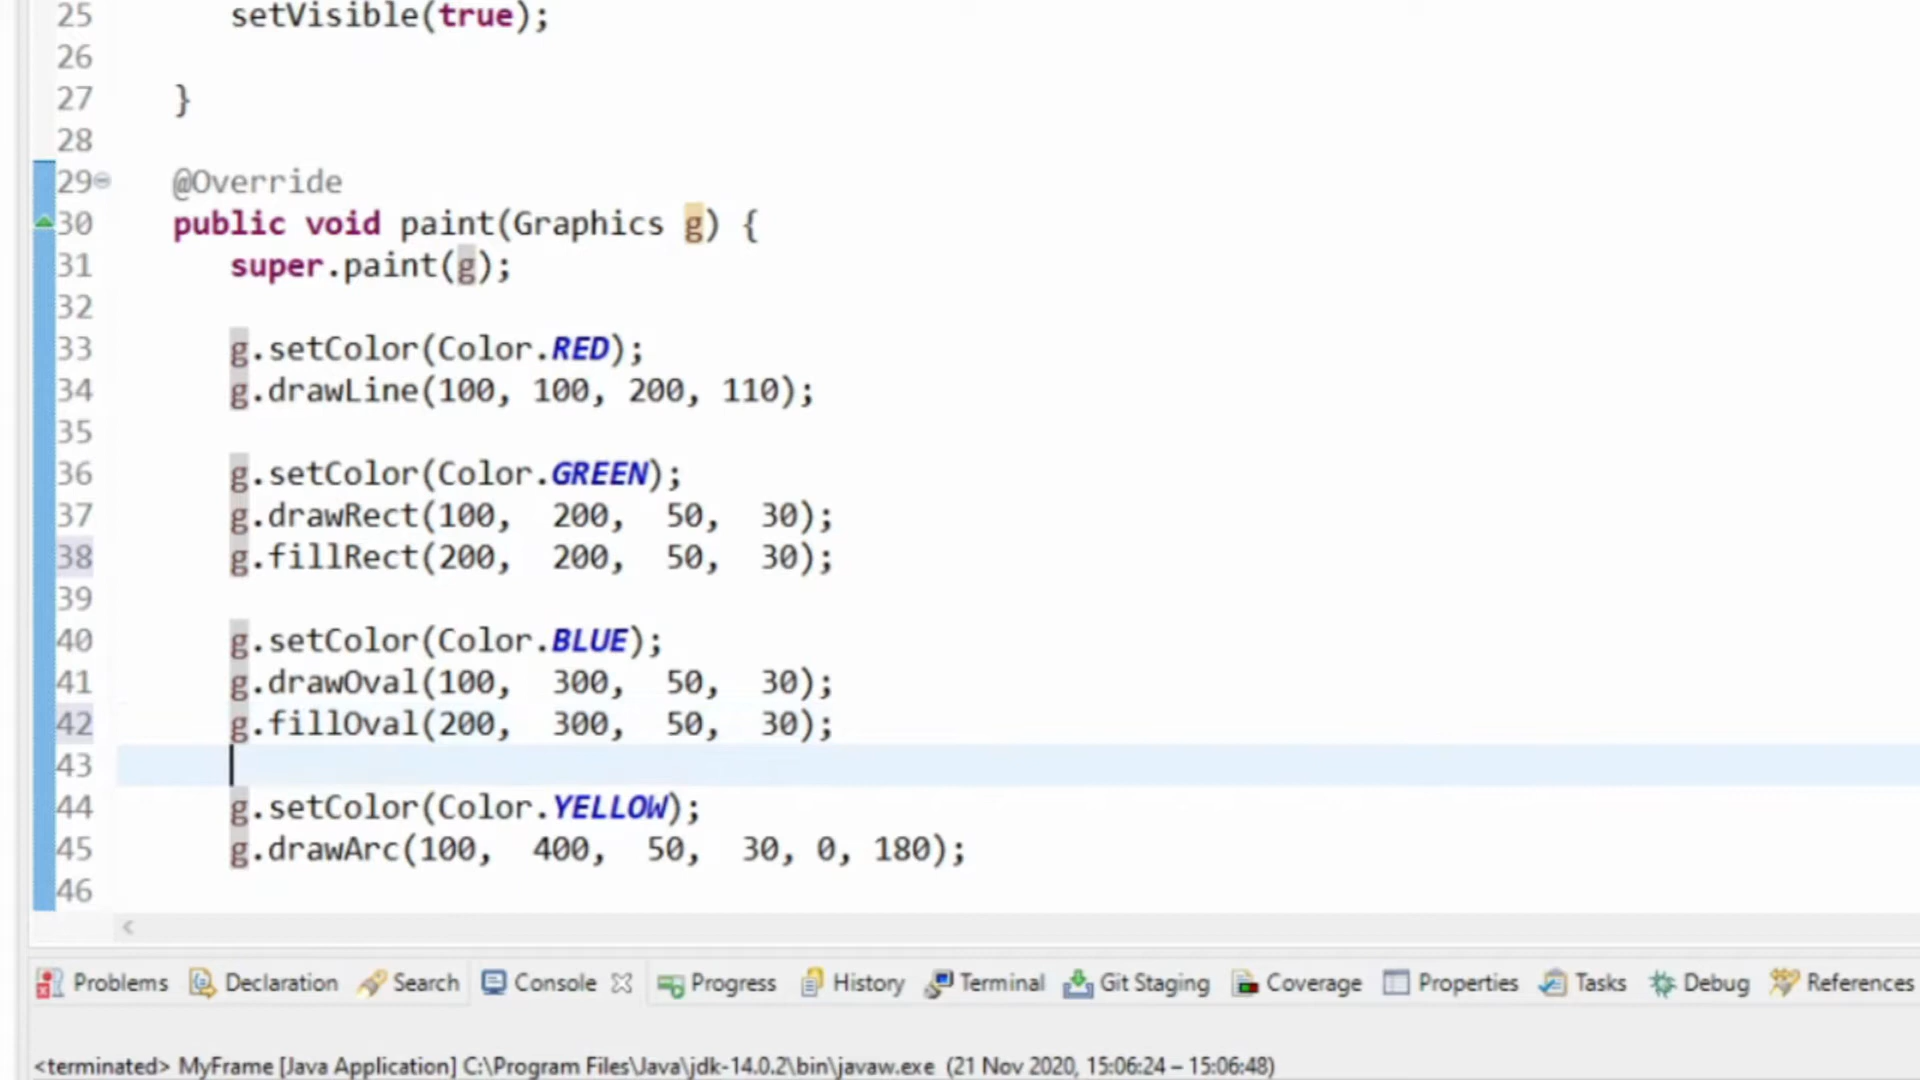 25 setVisible(true);
26
27 }
28
29 @Override
30 public void paint(Graphics g) {
31 super.paint(g);
32
33 g.setColor(Color.RED);
34 g.drawLine(100, 100, 200, 110);
35
36 g.setColor(Color.GREEN);
37 g.drawRect(100,  200,  50,  30);
38 g.fillRect(200,  200,  50,  30);
39
40 g.setColor(Color.BLUE);
41 g.drawOval(100,  300,  50,  30);
42 g.fillOval(200,  300,  50,  30);
43
44 g.setColor(Color.YELLOW);
45 g.drawArc(100,  400,  50,  30, 0, 180);
46
Problems Declaration Search Console Progress History Terminal Git Staging Coverage Properties Tasks Debug References
<terminated> MyFrame [Java Application] C:\Program Files\Java\jdk-14.0.2\bin\javaw.exe (21 Nov 2020, 15:06:24 – 15:06:48)